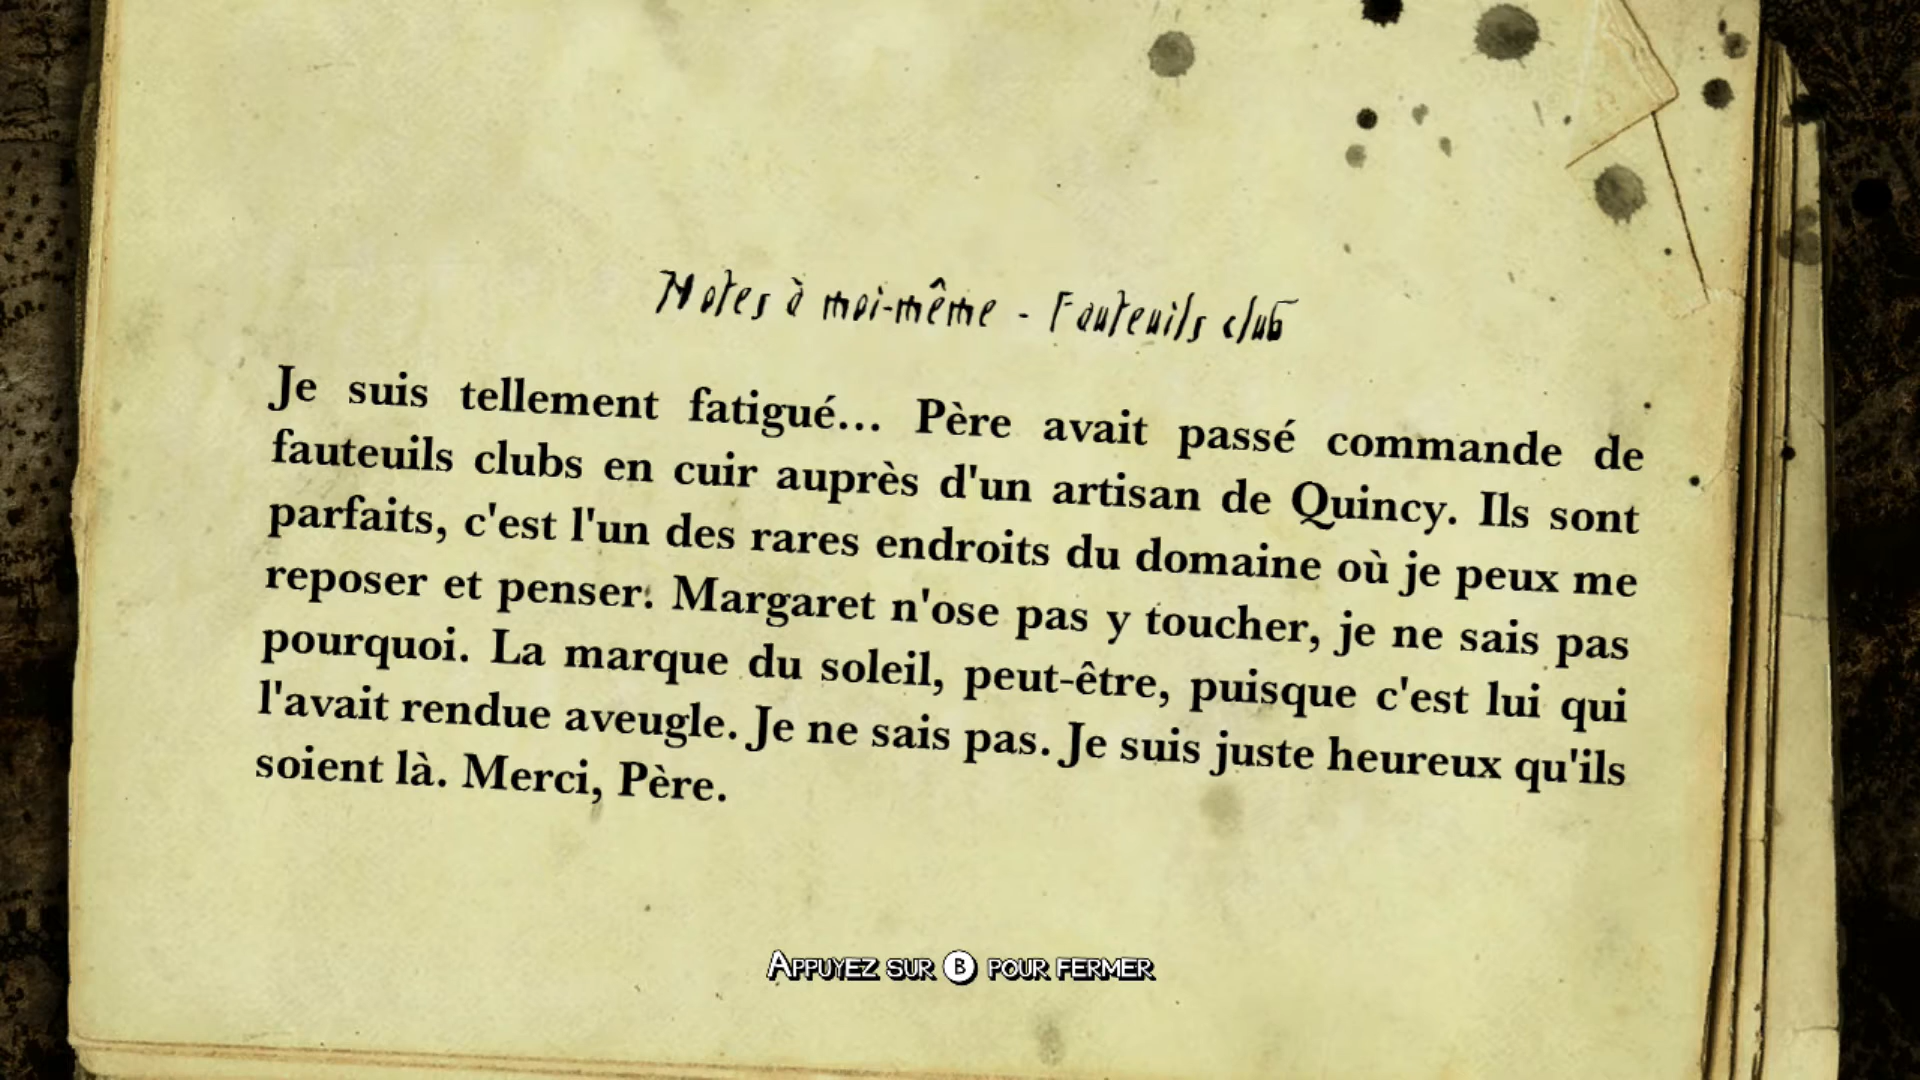 Notes à moi-même - Fauteuils club
Je suis tellement fatigué... Père avait passé commande de
fauteuils clubs en cuir auprès d'un artisan de Quincy. Ils sont
parfaits, c'est l'un des rares endroits du domaine où je peux me
reposer et penser. Margaret n'ose pas y toucher, je ne sais pas
pourquoi. La marque du soleil, peut-être, puisque c'est lui qui
l'avait rendue aveugle. Je ne sais pas. Je suis juste heureux qu'ils
soient là. Merci, Père.
APPUYEZ SUR B POUR FERMER